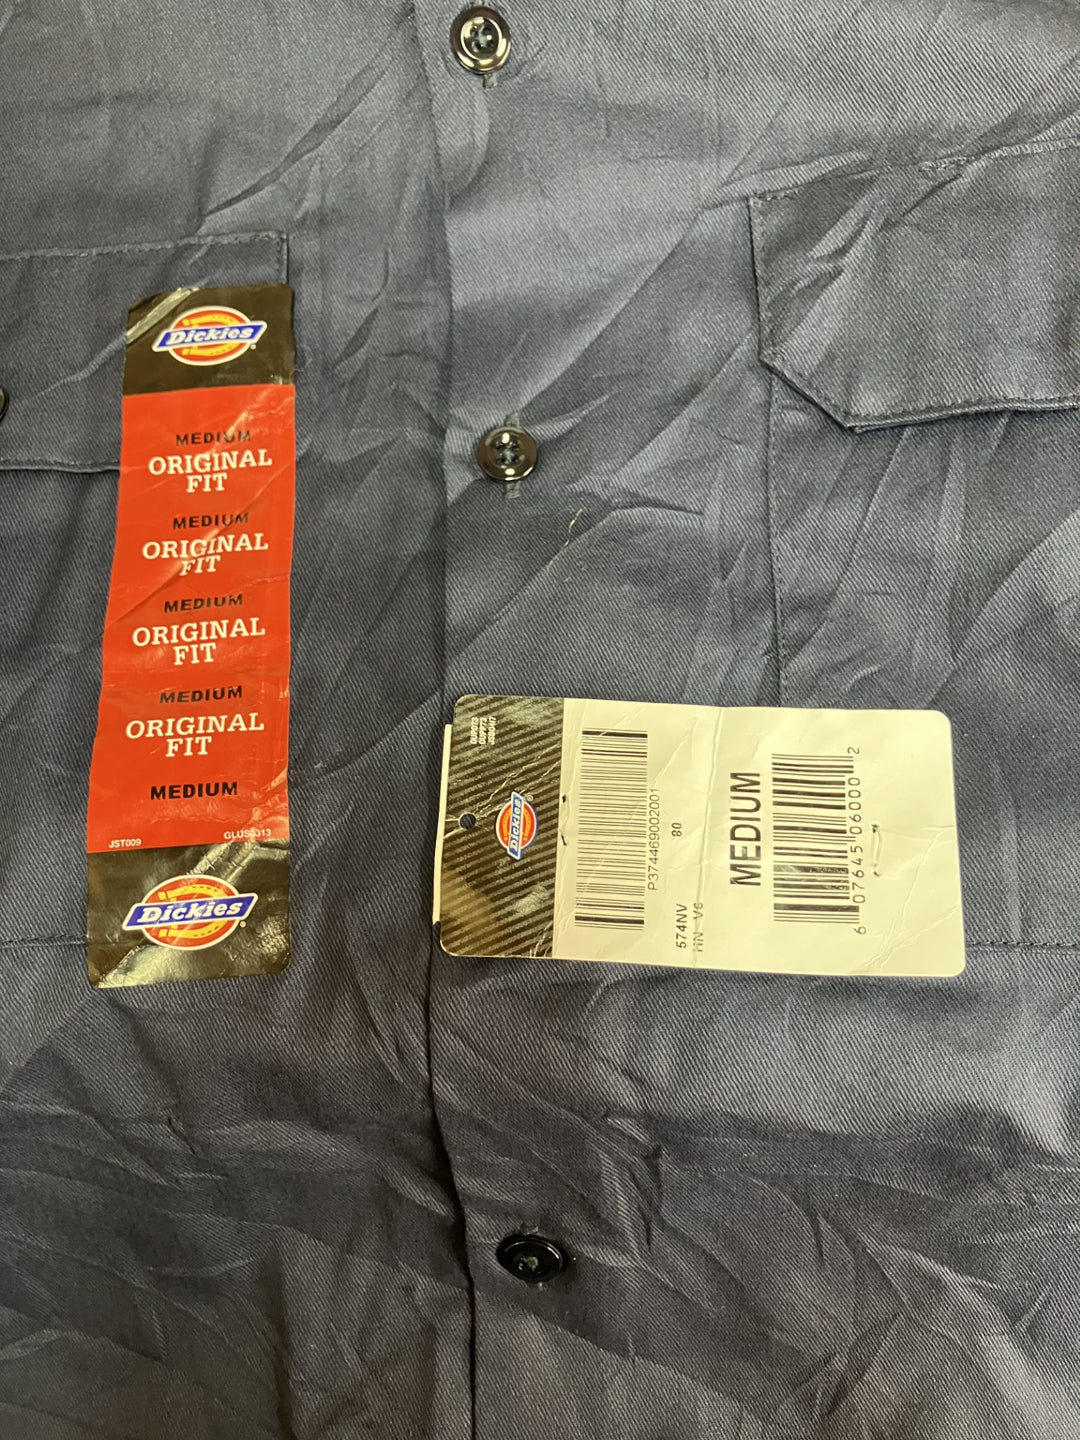 Dickies
MEDIUM
ORIGINAL
FIT
MEDIUM
ORIGINAL
FIT
MEDIUM
ORIGINAL
FIT
MEDIUM
ORIGINAL
FIT
MEDIUM
JST009 GLUS0313
Dickies
Dickies
P374469002001
80
574NV
MEDIUM
6 07645 06000 2